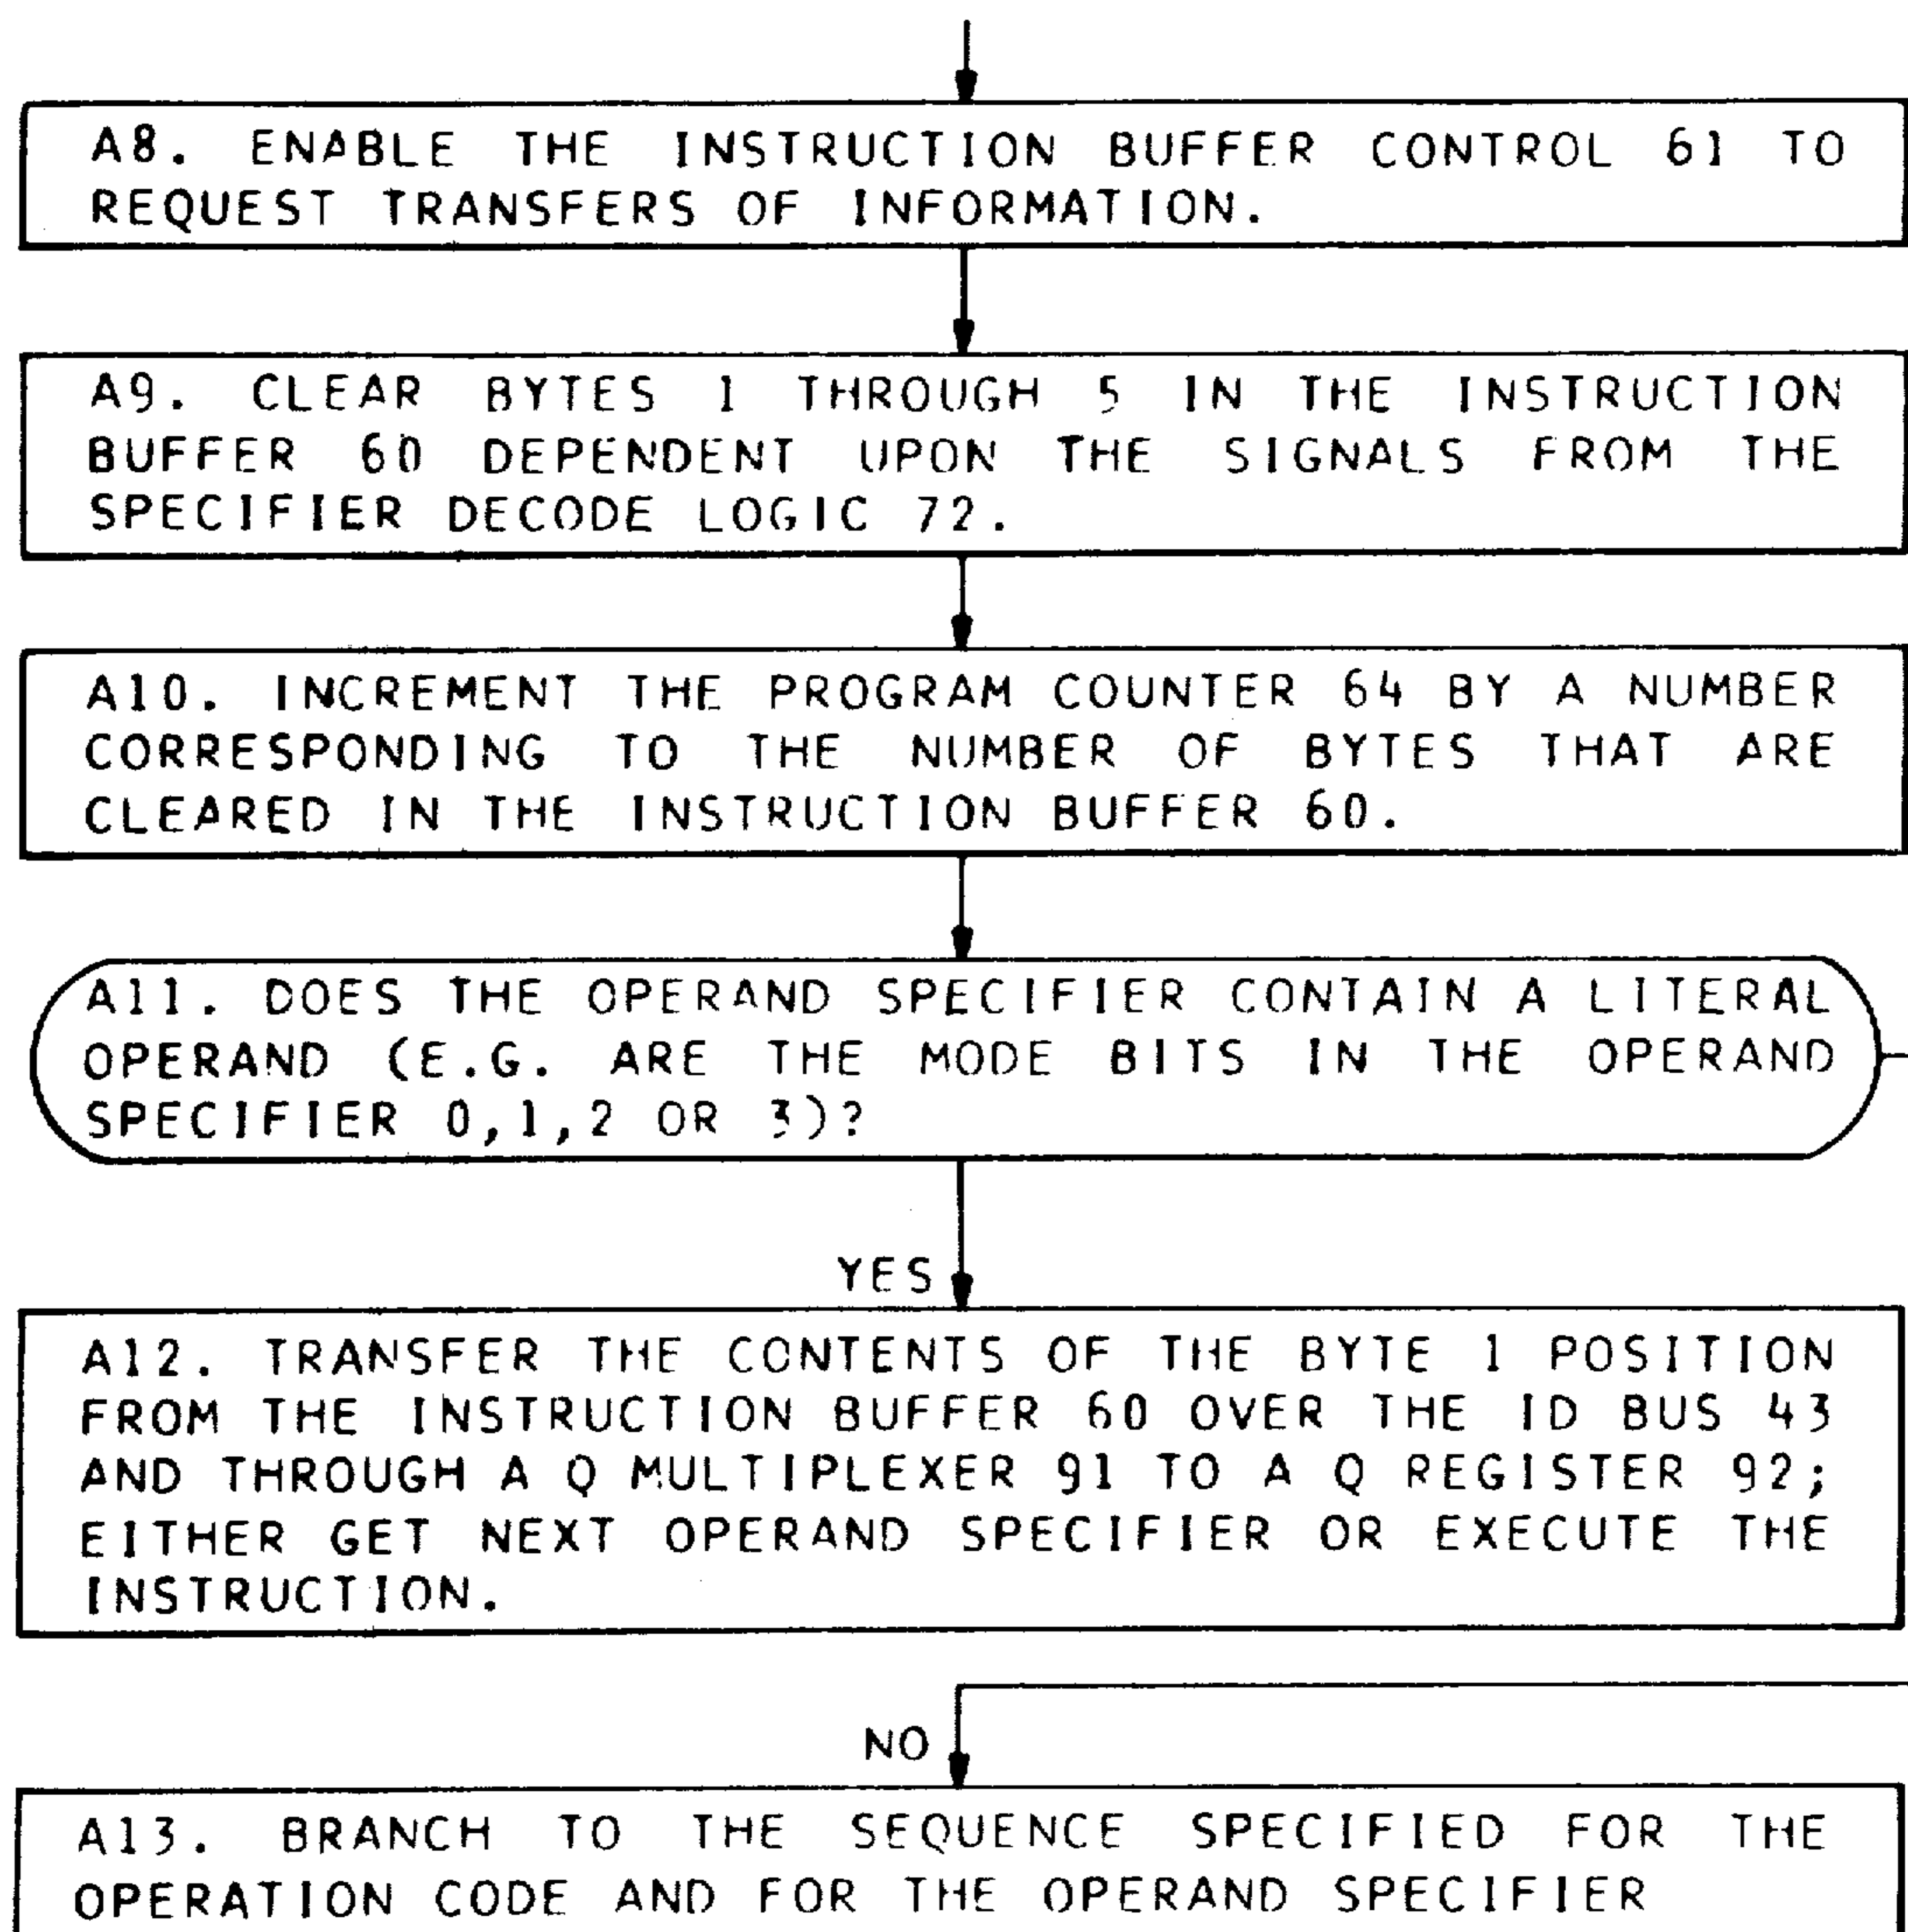 A8. ENABLE THE INSTRUCTION BUFFER CONTROL 61 TO
REQUEST TRANSFERS OF INFORMATION.
A9. CLEAR BYTES 1 THROUGH 5 IN THE INSTRUCTION
BUFFER 60 DEPENDENT UPON THE SIGNALS FROM THE
SPECIFIER DECODE LOGIC 72.
A10. INCREMENT THE PROGRAM COUNTER 64 BY A NUMBER
CORRESPONDING TO THE NUMBER OF BYTES THAT ARE
CLEARED IN THE INSTRUCTION BUFFER 60.
A11. DOES THE OPERAND SPECIFIER CONTAIN A LITERAL
OPERAND (E.G. ARE THE MODE BITS IN THE OPERAND
SPECIFIER 0,1,2 OR 3)?
YES
A12. TRANSFER THE CONTENTS OF THE BYTE 1 POSITION
FROM THE INSTRUCTION BUFFER 60 OVER THE ID BUS 43
AND THROUGH A Q MULTIPLEXER 91 TO A Q REGISTER 92;
EITHER GET NEXT OPERAND SPECIFIER OR EXECUTE THE
INSTRUCTION.
NO
A13. BRANCH TO THE SEQUENCE SPECIFIED FOR THE
OPERATION CODE AND FOR THE OPERAND SPECIFIER